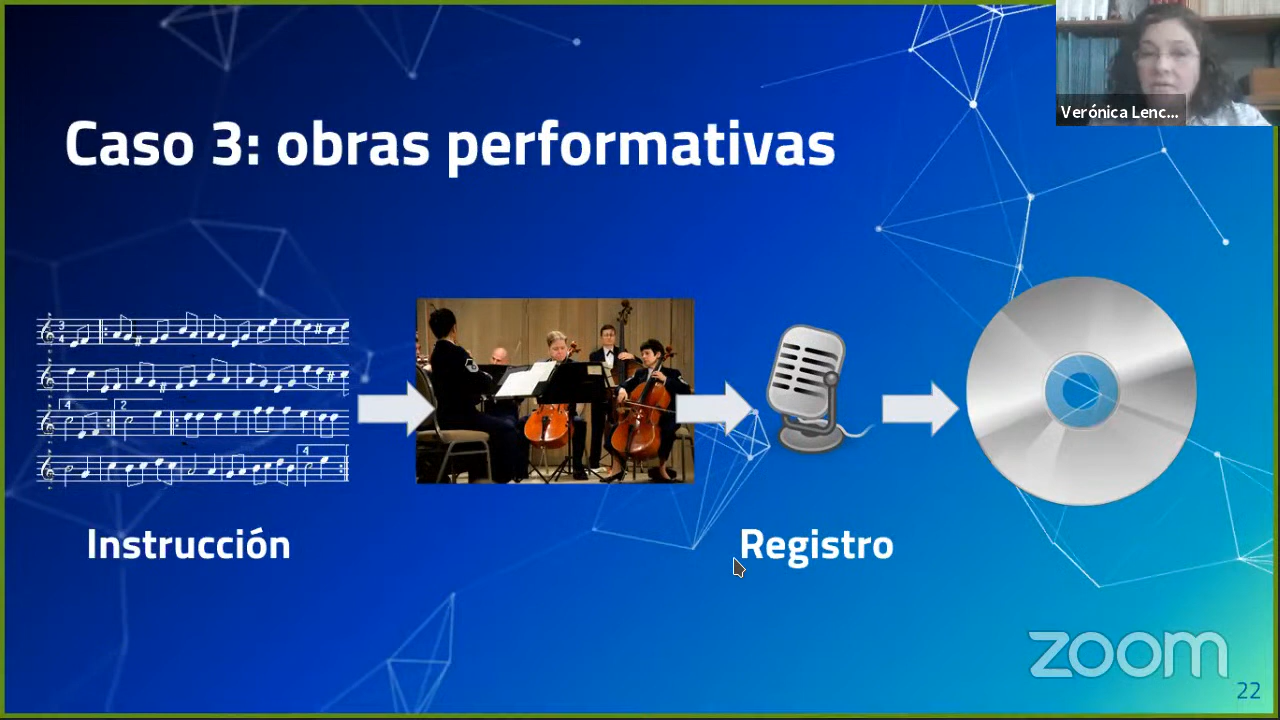 Verónica Lenc...
Caso 3: obras performativas
Instrucción
Registro
zoom
22